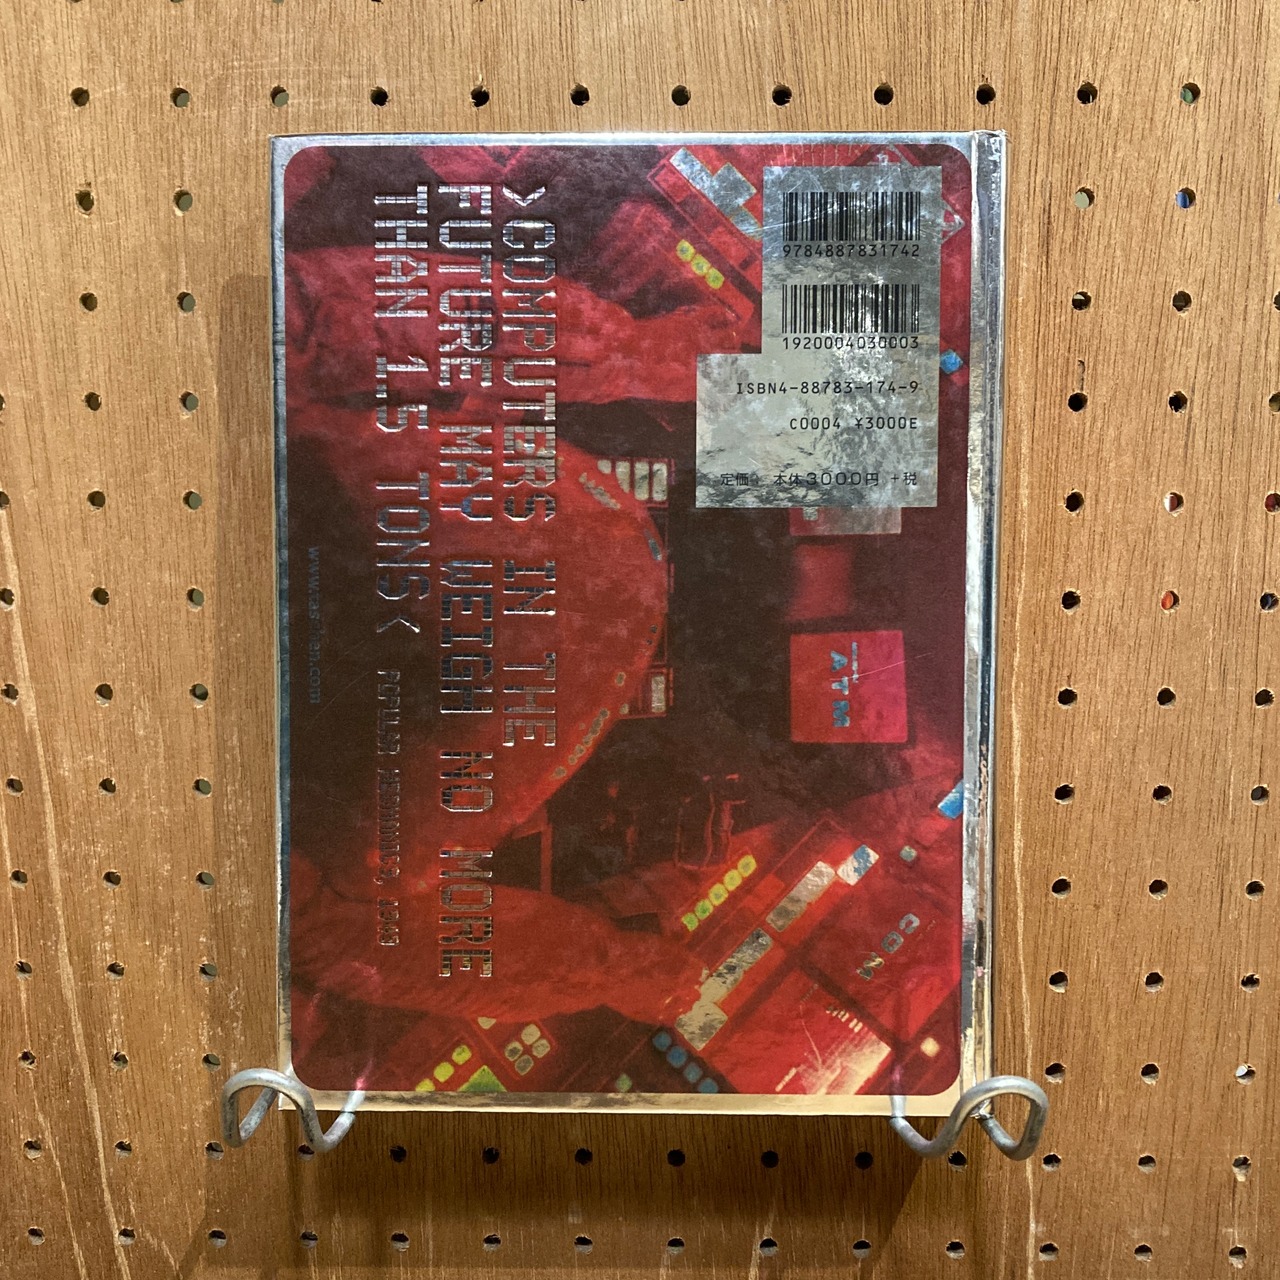 >COMPUTERS IN THE
FUTURE MAY WEIGH NO MORE
THAN 1.5 TONS<
POPULAR MECHANICS, 1949
9784887831742
1920004030003
ISBN4-88783-174-9
C0004 ¥3000E
定価： 本体3000円 +税
ATM
COM